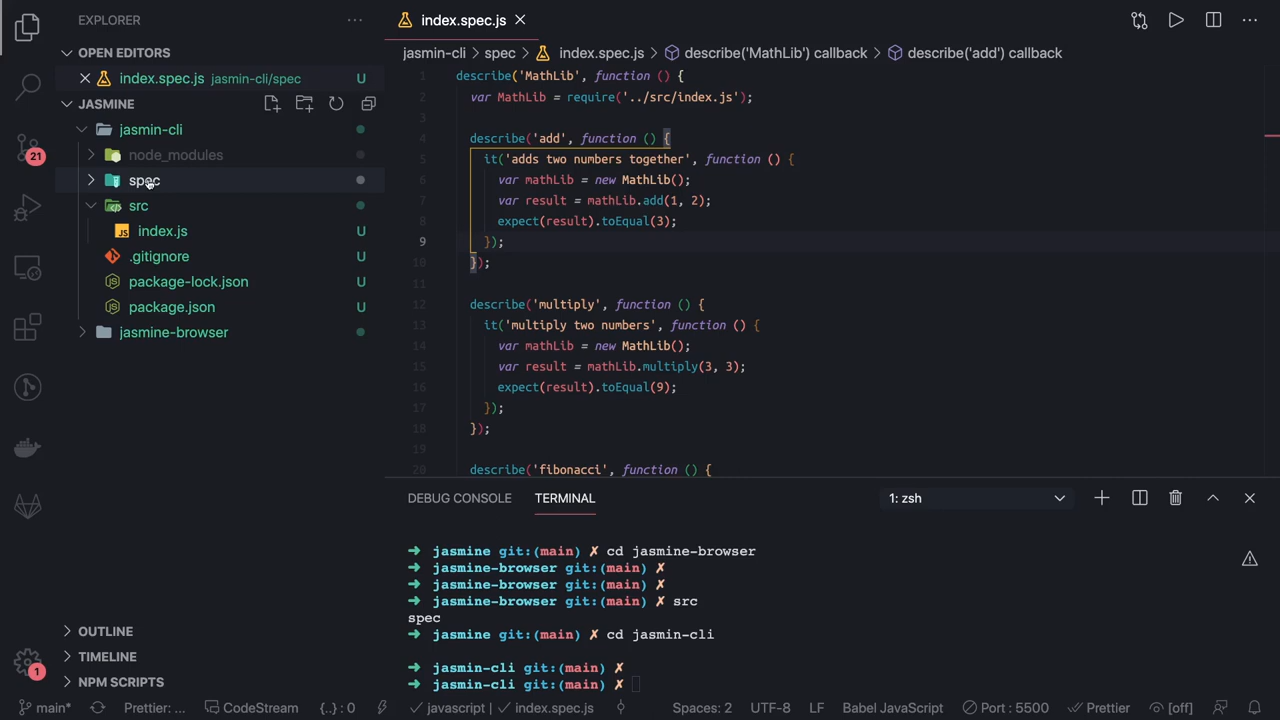 EXPLORER
OPEN EDITORS
index.spec.js jasmin-cli/spec U
JASMINE
jasmin-cli
node_modules
spec
src
index.js U
.gitignore U
package-lock.json U
package.json U
jasmine-browser
21
1
OUTLINE
TIMELINE
NPM SCRIPTS
index.spec.js
jasmin-cli > spec > index.spec.js > describe('MathLib') callback > describe('add') callback
1 describe('MathLib', function () {
2 var MathLib = require('../src/index.js');
3
4 describe('add', function () {
5 it('adds two numbers together', function () {
6 var mathLib = new MathLib();
7 var result = mathLib.add(1, 2);
8 expect(result).toEqual(3);
9 });
10 });
11
12 describe('multiply', function () {
13 it('multiply two numbers', function () {
14 var mathLib = new MathLib();
15 var result = mathLib.multiply(3, 3);
16 expect(result).toEqual(9);
17 });
18 });
19
20 describe('fibonacci', function () {
DEBUG CONSOLE TERMINAL 1: zsh
➜ jasmine git:(main) ✗ cd jasmine-browser
➜ jasmine-browser git:(main) ✗
➜ jasmine-browser git:(main) ✗
➜ jasmine-browser git:(main) ✗ src
spec
➜ jasmine git:(main) ✗ cd jasmin-cli
➜ jasmin-cli git:(main) ✗
➜ jasmin-cli git:(main) ✗
main* Prettier: ... CodeStream {..} : 0 javascript | ✓ index.spec.js Spaces: 2 UTF-8 LF Babel JavaScript Port : 5500 Prettier [off]